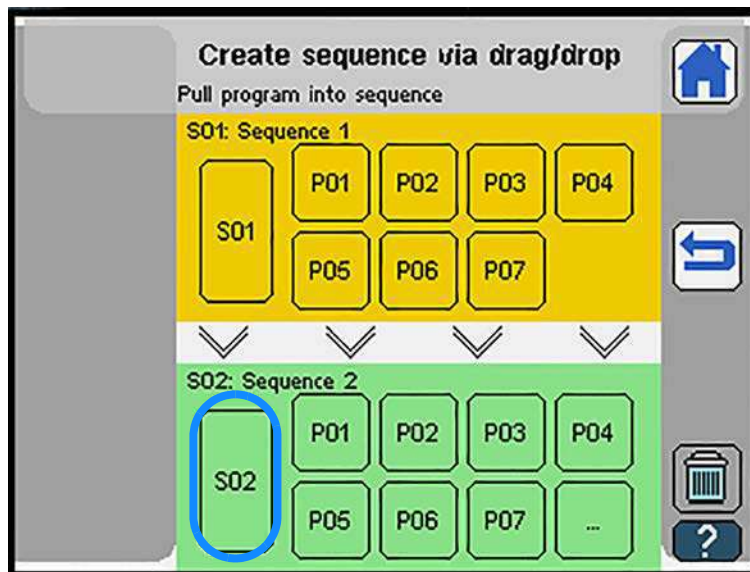 Create sequence via drag/drop
Pull program into sequence
S01: Sequence 1
S01
P01 P02 P03 P04
P05 P06 P07
S02: Sequence 2
S02
P01 P02 P03 P04
P05 P06 P07 ...
?